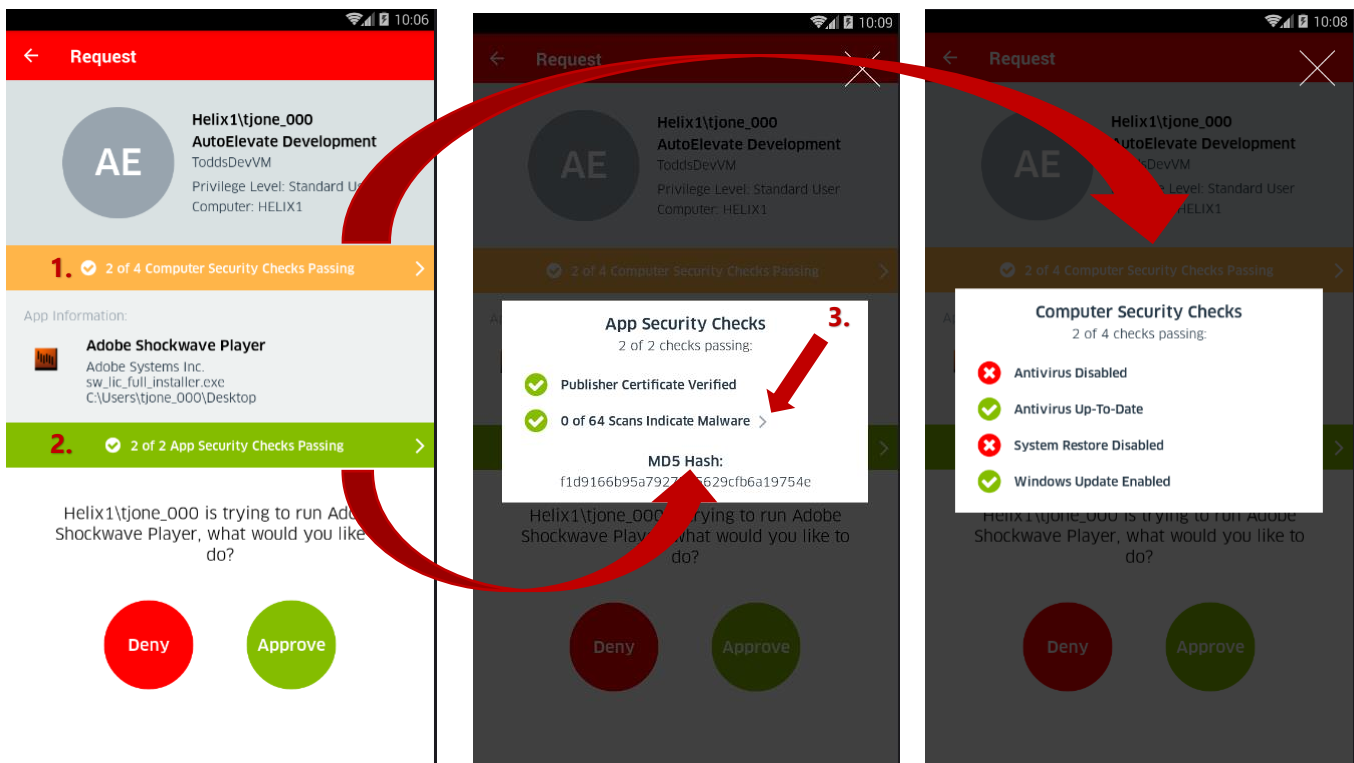 10:06
Request
AE
Helix1\tjone_000
AutoElevate Development
ToddsDevVM
Privilege Level: Standard
Computer: HELIX1
1. 2 of 4 Computer Security Checks Passing
App Information:
Adobe Shockwave Player
Adobe Systems Inc.
sw_lic_full_installer.exe
C:\Users\tjone_000\Desktop
2. 2 of 2 App Security Checks Passing
Helix1\tjone_000 is trying to run
Shockwave Player, what would you like
do?
Deny
Approve
10:09
Request
AE
Helix1\tjone_000
AutoElevate Development
ToddsDevVM
Privilege Level: Standard User
Computer: HELIX1
2 of 4 Computer Security Checks Passing
App Security Checks
3.
2 of 2 checks passing:
Publisher Certificate Verified
0 of 64 Scans Indicate Malware
MD5 Hash:
Helix1\tjone_000 trying to run Adobe
Shockwave what would you like to
do?
Deny
Approve
10:08
Request
AE
Helix1\tjone_000
AutoElevate Development
Level: Standard User
HELIX1
2 of 4 Computer Security Checks Passing
Computer Security Checks
2 of 4 checks passing:
Antivirus Disabled
Antivirus Up-To-Date
System Restore Disabled
Windows Update Enabled
Helix1\tjone_000 is trying to run Adobe
Shockwave Player, what would you like to
do?
Deny
Approve